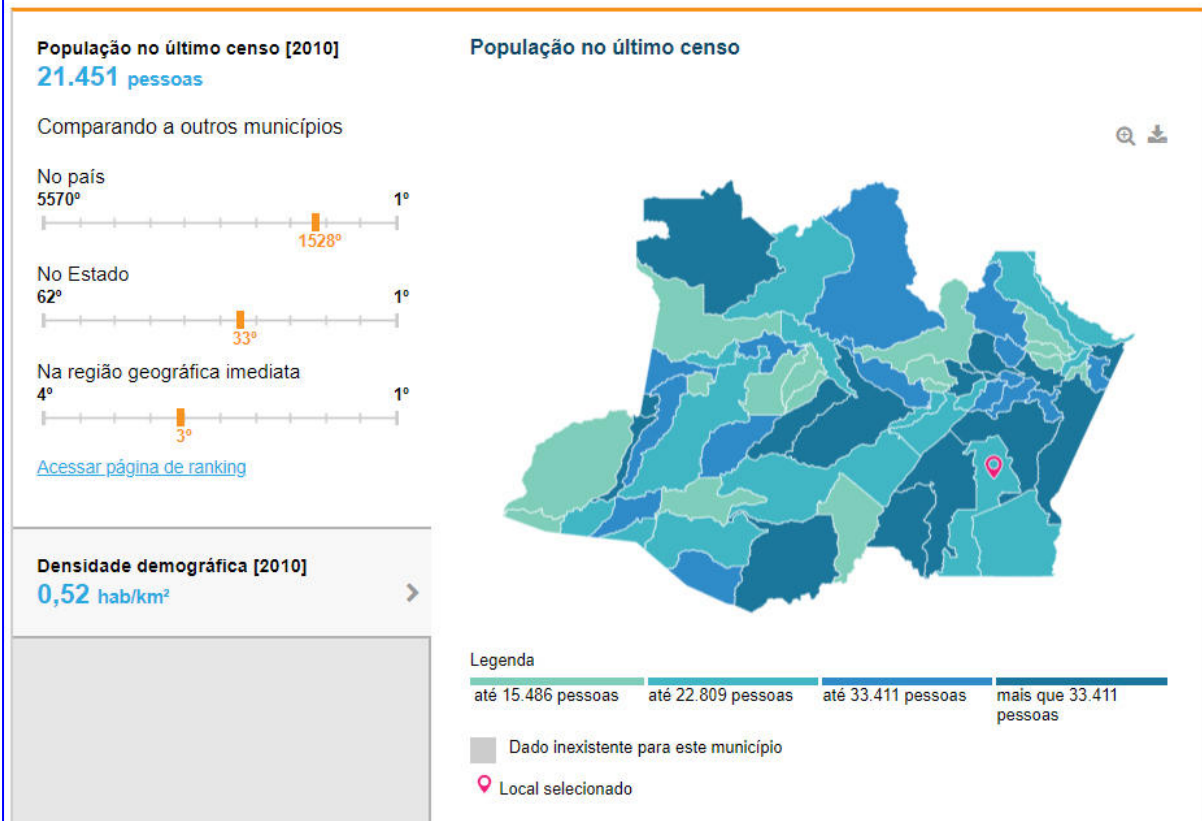 População no último censo [2010]
21.451 pessoas
Comparando a outros municípios
No país
5570º 1º
1528º
No Estado
62º 1º
33º
Na região geográfica imediata
4º 1º
3º
Acessar página de ranking
Densidade demográfica [2010]
0,52 hab/km²
População no último censo
Legenda
até 15.486 pessoas
até 22.809 pessoas
até 33.411 pessoas
mais que 33.411
pessoas
Dado inexistente para este município
Local selecionado